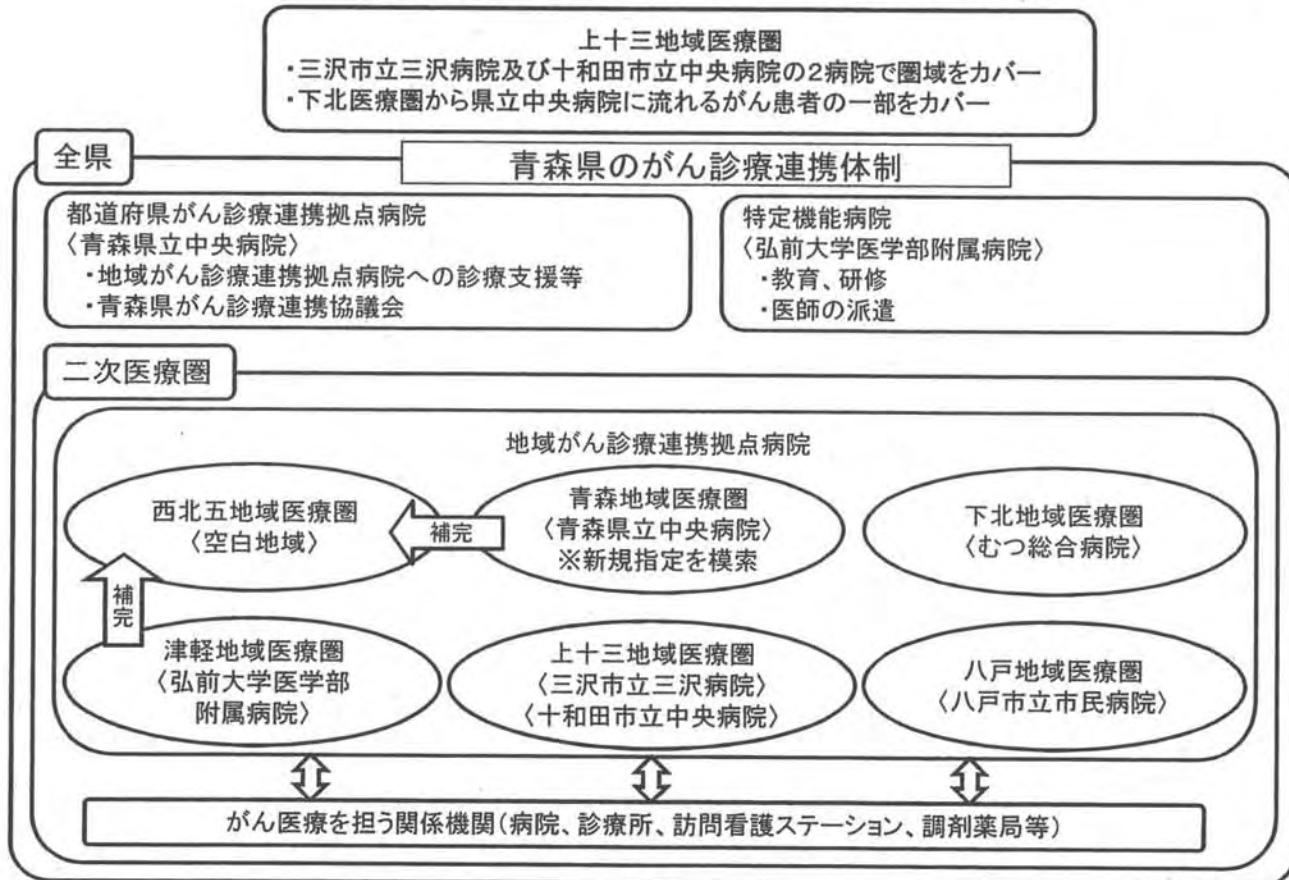 上十三地域医療圏
・三沢市立三沢病院及び十和田市立中央病院の2病院で圏域をカバー
・下北医療圏から県立中央病院に流れるがん患者の一部をカバー
全県
青森県のがん診療連携体制
都道府県がん診療連携拠点病院
〈青森県立中央病院〉
・地域がん診療連携拠点病院への診療支援等
・青森県がん診療連携協議会
特定機能病院
〈弘前大学医学部附属病院〉
・教育、研修
・医師の派遣
二次医療圏
地域がん診療連携拠点病院
西北五地域医療圏
〈空白地域〉
補完
青森地域医療圏
〈青森県立中央病院〉
※新規指定を模索
下北地域医療圏
〈むつ総合病院〉
補完
津軽地域医療圏
〈弘前大学医学部
附属病院〉
上十三地域医療圏
〈三沢市立三沢病院〉
〈十和田市立中央病院〉
八戸地域医療圏
〈八戸市立市民病院〉
がん医療を担う関係機関(病院、診療所、訪問看護ステーション、調剤薬局等)